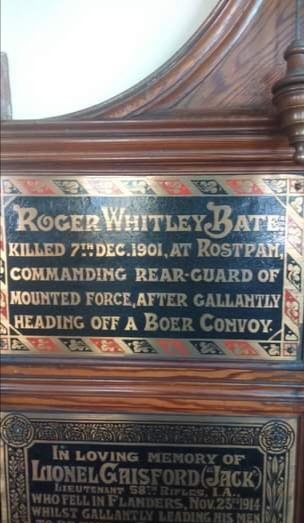 ROGER WHITLEY BATE
KILLED 7TH DEC. 1901, AT ROSTPAN,
COMMANDING REAR-GUARD OF
MOUNTED FORCE, AFTER GALLANTLY
HEADING OFF A BOER CONVOY.
IN LOVING MEMORY OF
LIONEL GAISFORD (JACK)
LIEUTENANT 58TH RIFLES, I.A.,
WHO FELL IN FLANDERS, NOV. 23RD 1914
WHILST GALLANTLY LEADING HIS MEN